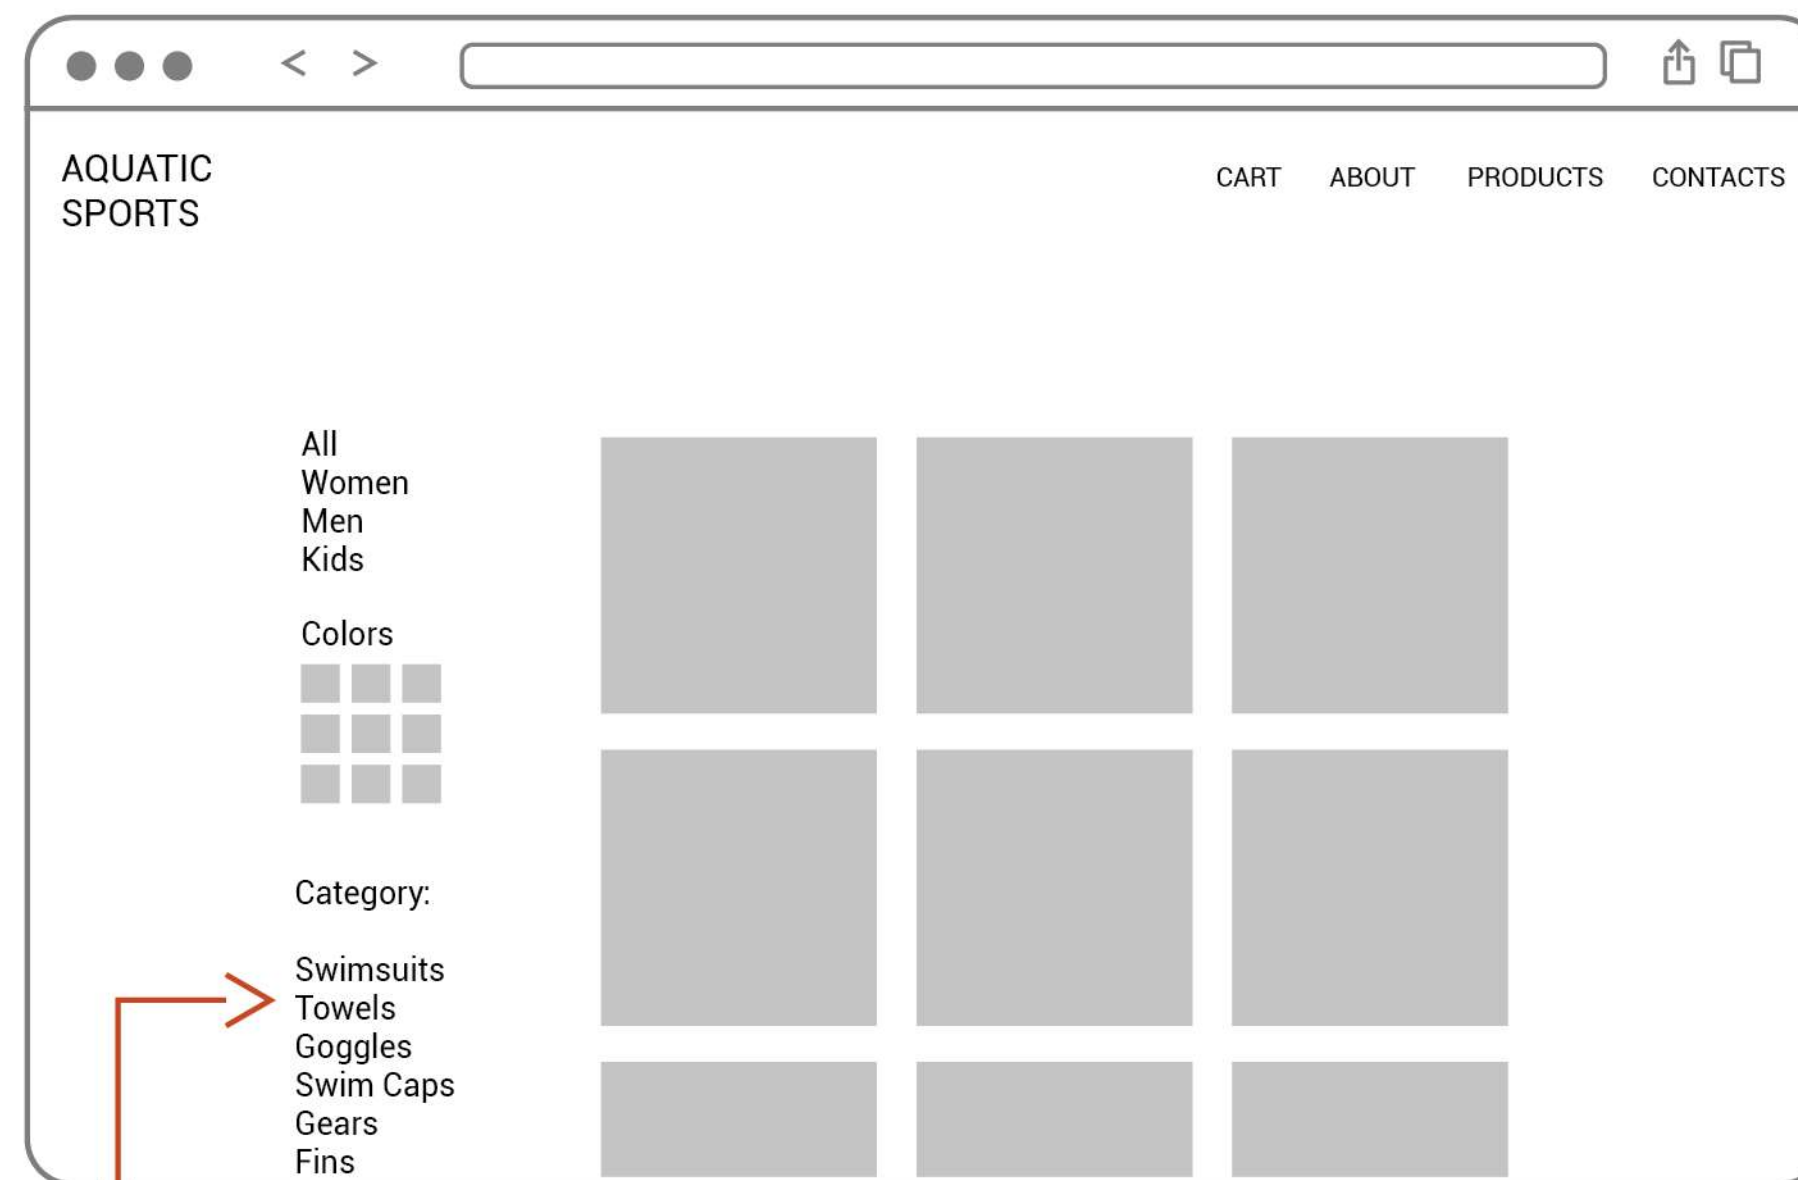 AQUATIC
SPORTS
CART ABOUT PRODUCTS CONTACTS
All
Women
Men
Kids
Colors
Category:
Swimsuits
Towels
Goggles
Swim Caps
Gears
Fins